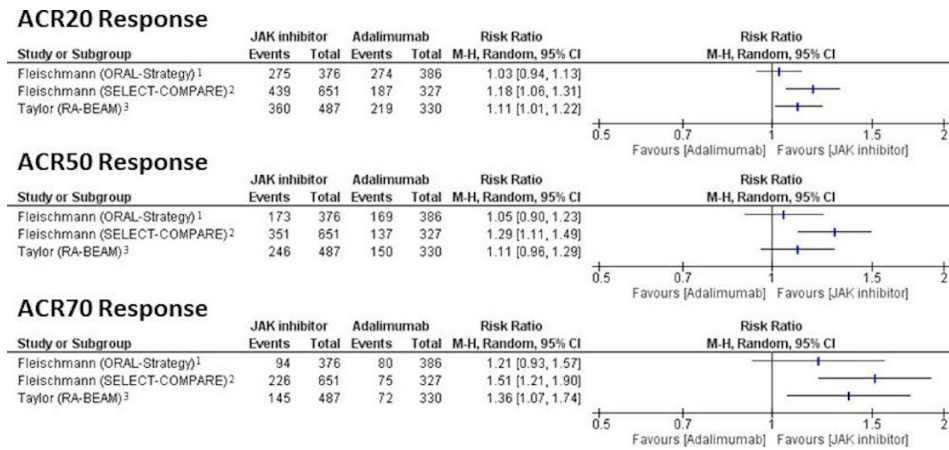 ACR20 Response
JAK inhibitor Adalimumab Risk Ratio Risk Ratio
Study or Subgroup Events Total Events Total M-H, Random, 95% CI M-H, Random, 95% CI
Fleischmann (ORAL-Strategy)1 275 376 274 386 1.03 [0.94, 1.13]
Fleischmann (SELECT-COMPARE)2 439 651 187 327 1.18 [1.06, 1.31]
Taylor (RA-BEAM)3 360 487 219 330 1.11 [1.01, 1.22]
0.5 0.7 1 1.5 2
Favours [Adalimumab] Favours [JAK inhibitor]
ACR50 Response
JAK inhibitor Adalimumab Risk Ratio Risk Ratio
Study or Subgroup Events Total Events Total M-H, Random, 95% CI M-H, Random, 95% CI
Fleischmann (ORAL-Strategy)1 173 376 169 386 1.05 [0.90, 1.23]
Fleischmann (SELECT-COMPARE)2 351 651 137 327 1.29 [1.11, 1.49]
Taylor (RA-BEAM)3 246 487 150 330 1.11 [0.96, 1.29]
0.5 0.7 1 1.5 2
Favours [Adalimumab] Favours [JAK inhibitor]
ACR70 Response
JAK inhibitor Adalimumab Risk Ratio Risk Ratio
Study or Subgroup Events Total Events Total M-H, Random, 95% CI M-H, Random, 95% CI
Fleischmann (ORAL-Strategy)1 94 376 80 386 1.21 [0.93, 1.57]
Fleischmann (SELECT-COMPARE)2 226 651 75 327 1.51 [1.21, 1.90]
Taylor (RA-BEAM)3 145 487 72 330 1.36 [1.07, 1.74]
0.5 0.7 1 1.5 2
Favours [Adalimumab] Favours [JAK inhibitor]